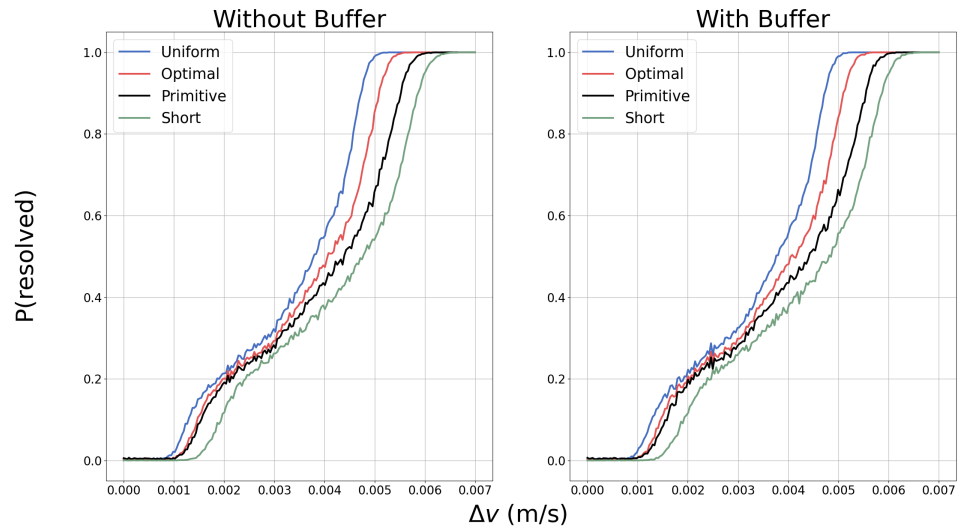 Without Buffer
With Buffer
P(resolved)
1.0
0.8
0.6
0.4
0.2
0.0
Uniform
Optimal
Primitive
Short
0.000 0.001 0.002 0.003 0.004 0.005 0.006 0.007
1.0
0.8
0.6
0.4
0.2
0.0
Uniform
Optimal
Primitive
Short
0.000 0.001 0.002 0.003 0.004 0.005 0.006 0.007
Δv (m/s)